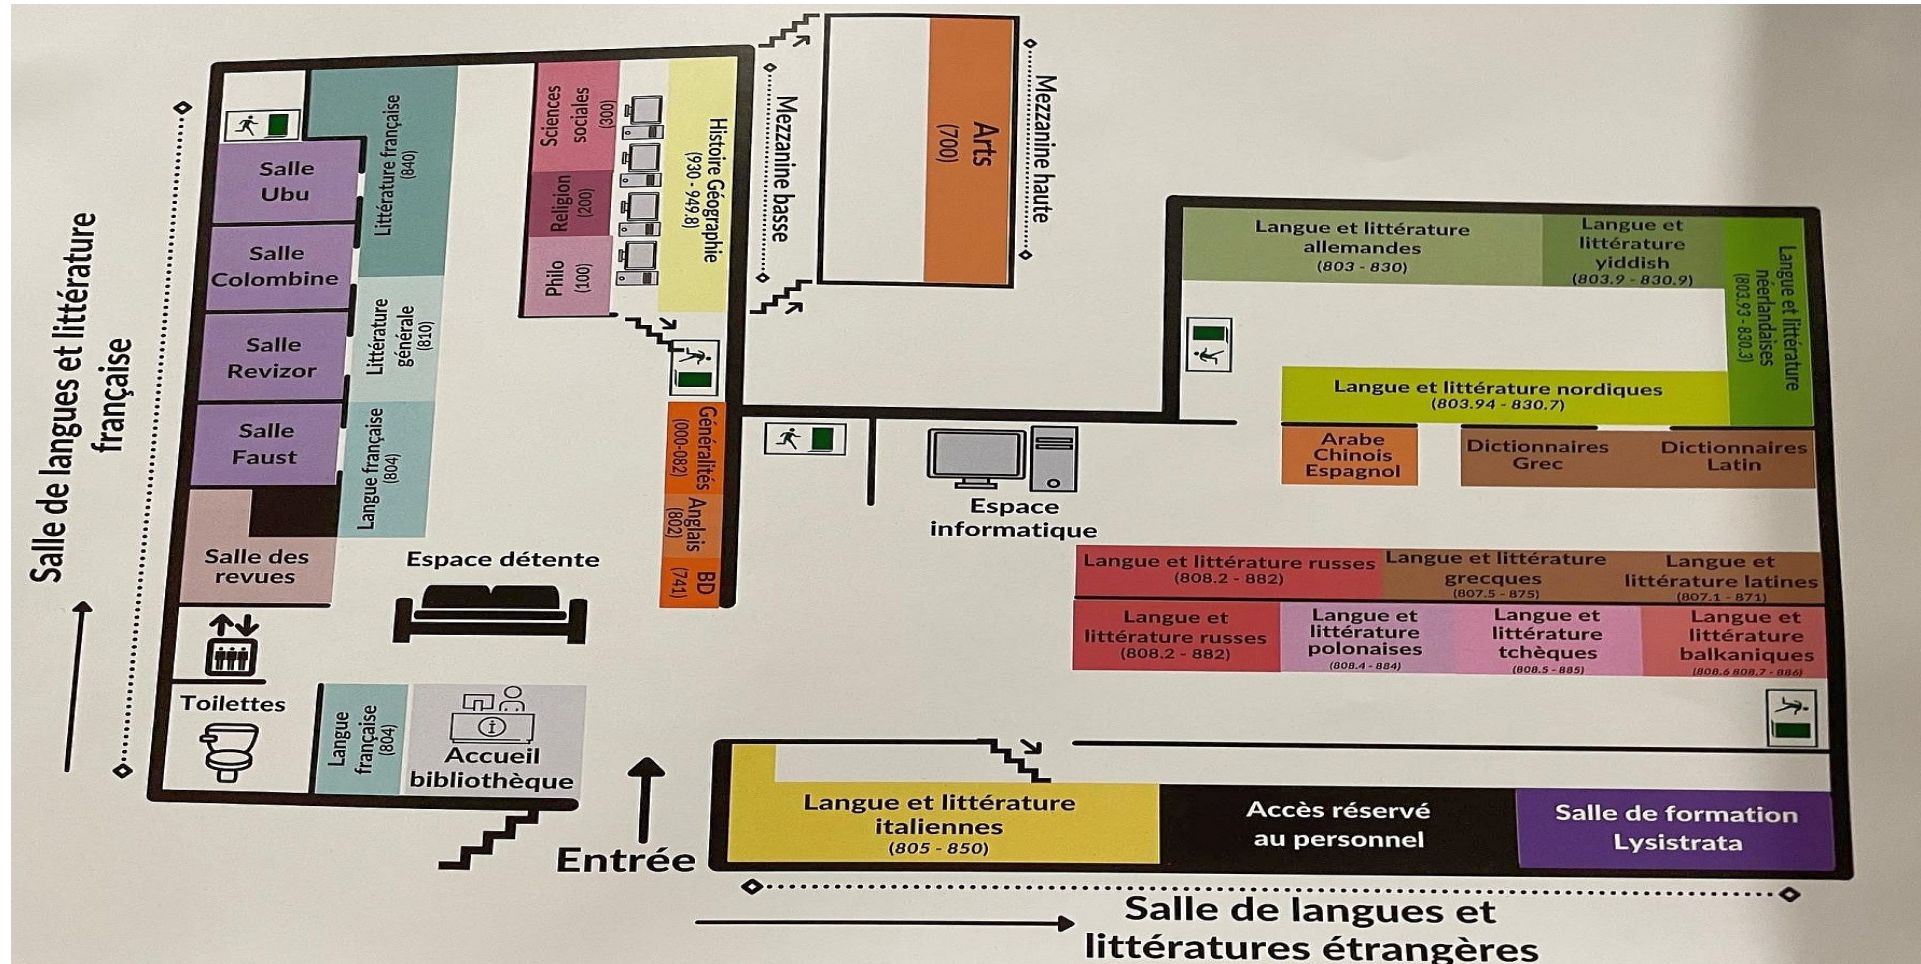 Salle de langues et littérature
française
Salle
Ubu
Salle
Colombine
Salle
Revizor
Salle
Faust
Salle des
revues
Toilettes
Littérature française
(840)
Littérature
générale
(810)
Langue française
(804)
Langue
française
(804)
Accueil
bibliothèque
Espace détente
Sciences
sociales
(300)
Religion
(200)
Philo
(100)
Histoire Géographie
(930 - 949.8)
Généralités
(000-082)
Anglais
(802)
BD
(741)
Mezzanine basse
Arts
(700)
Mezzanine haute
Entrée
Espace
informatique
Langue et littérature
allemandes
(803 - 830)
Langue et
littérature
yiddish
(803.9 - 830.9)
Langue et littérature
néerlandaises
(803.93 - 830.3)
Langue et littérature nordiques
(803.94 - 830.7)
Arabe
Chinois
Espagnol
Dictionnaires
Grec
Dictionnaires
Latin
Langue et littérature russes
(808.2 - 882)
Langue et littérature
grecques
(807.5 - 875)
Langue et
littérature latines
(807.1 - 871)
Langue et
littérature russes
(808.2 - 882)
Langue et
littérature
polonaises
(808.4 - 884)
Langue et
littérature
tchèques
(808.5 - 885)
Langue et
littérature
balkaniques
(808.6 808.7 - 886)
Langue et littérature
italiennes
(805 - 850)
Accès réservé
au personnel
Salle de formation
Lysistrata
Salle de langues et
littératures étrangères